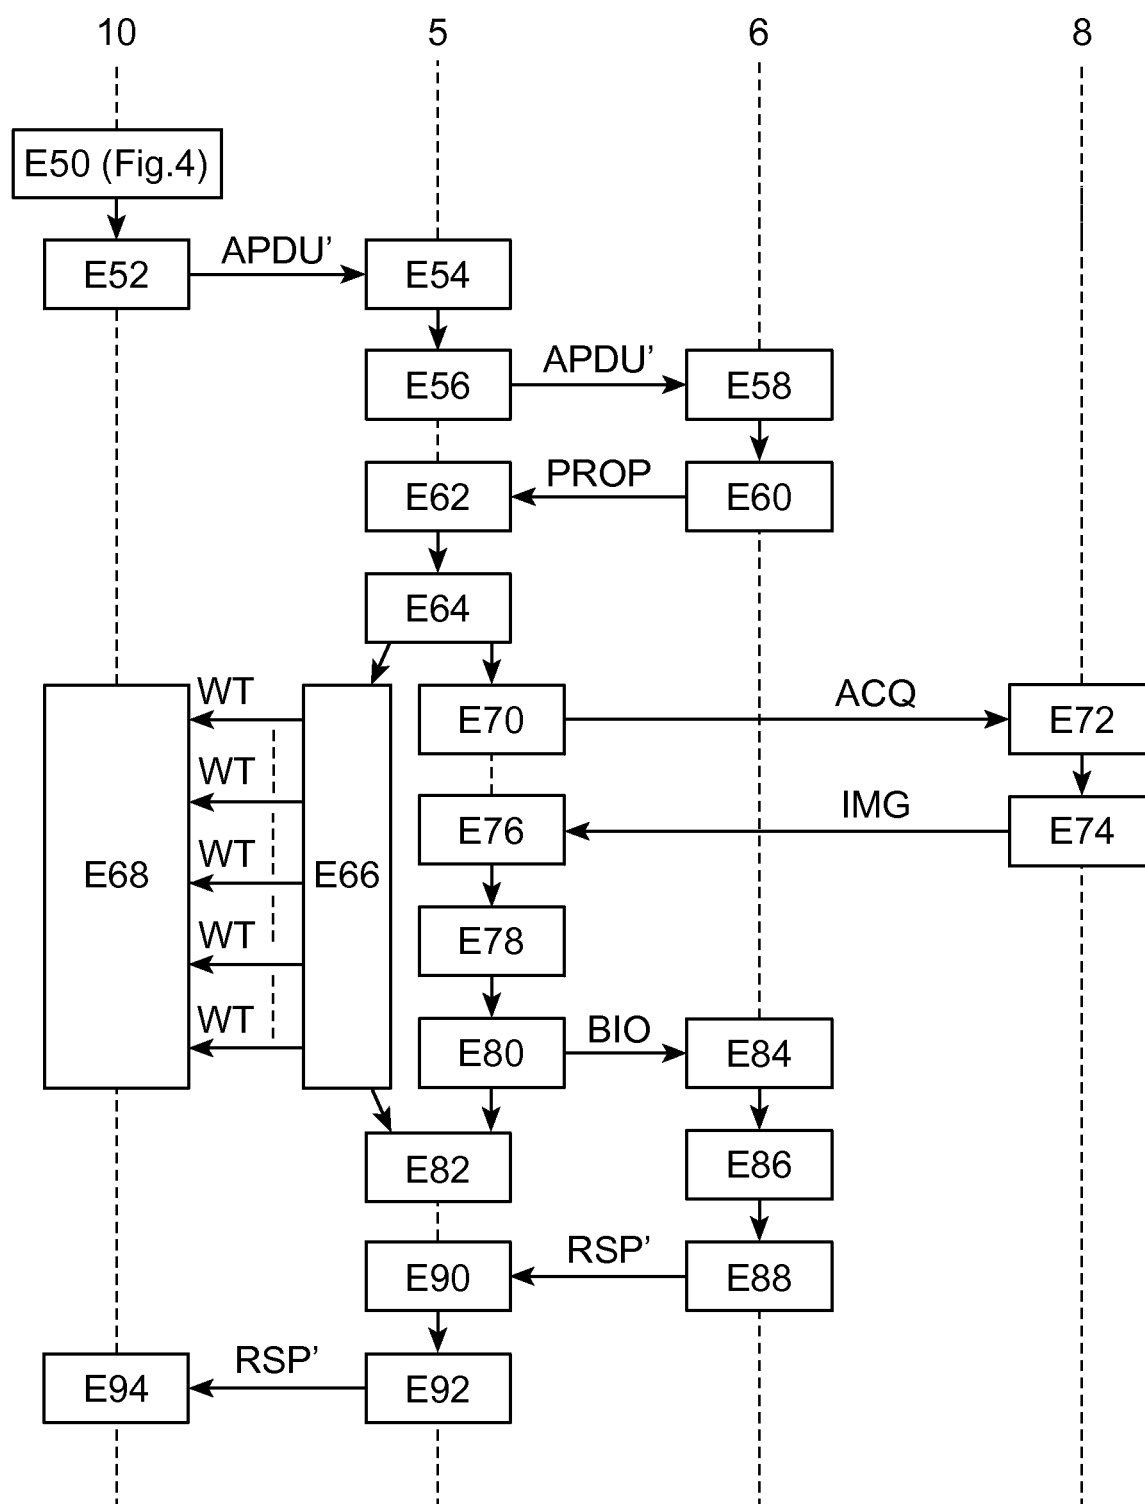 10 5 6 8
E50 (Fig.4)
E52 APDU’ E54
E56 APDU’ E58
E62 PROP E60
E64
WT E70 ACQ E72
WT E76 IMG E74
E68 WT E66
WT E78
WT E80 BIO E84
E82 E86
E90 RSP’ E88
E94 RSP’ E92